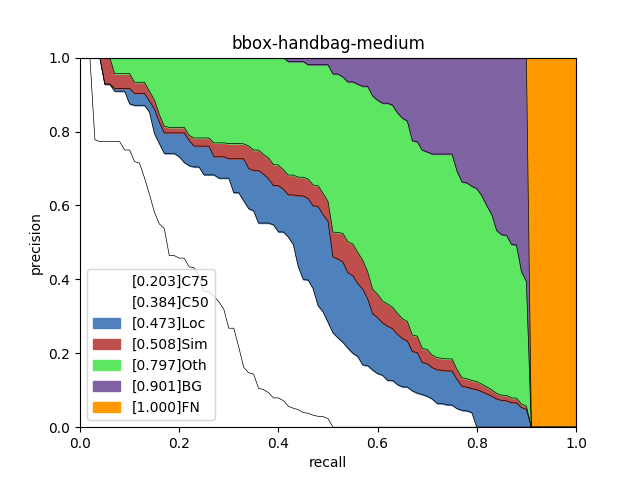 bbox-handbag-medium
precision
1.0
0.8
0.6
0.4
0.2
0.0
[0.203]C75
[0.384]C50
[0.473]Loc
[0.508]Sim
[0.797]Oth
[0.901]BG
[1.000]FN
0.0 0.2 0.4 0.6 0.8 1.0
recall